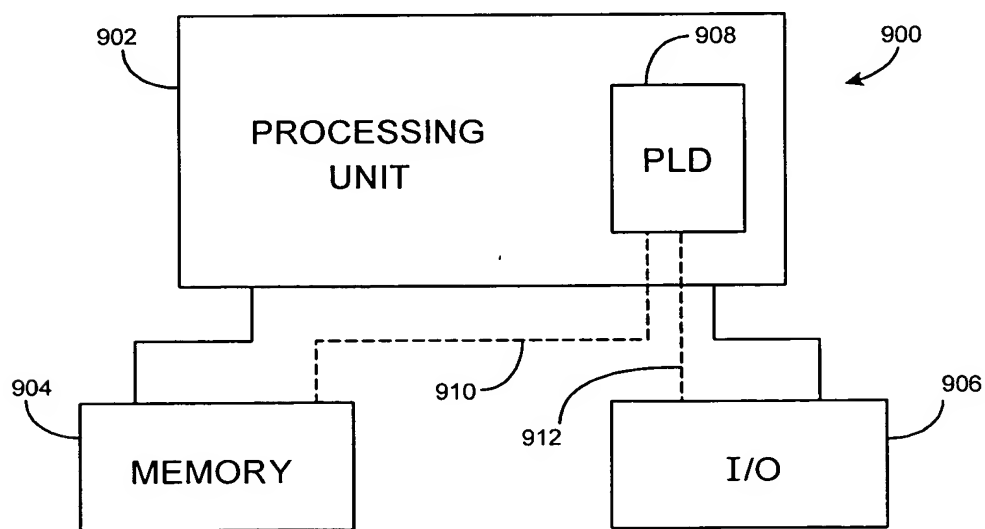 902
908
900
PROCESSING
UNIT
PLD
910
912
904
906
MEMORY
I/O